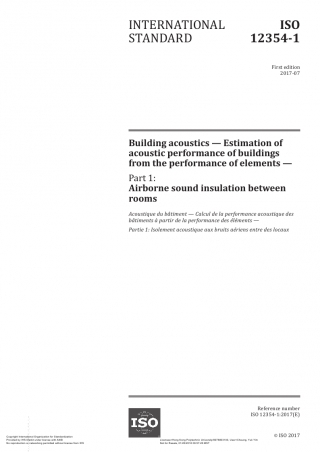 INTERNATIONAL
STANDARD
ISO
12354-1
First edition
2017-07
Building acoustics — Estimation of
acoustic performance of buildings
from the performance of elements —
Part 1:
Airborne sound insulation between
rooms
Acoustique du bâtiment — Calcul de la performance acoustique des
bâtiments à partir de la performance des éléments —
Partie 1: Isolement acoustique aux bruits aériens entre des locaux
Reference number
ISO 12354-1:2017(E)
ISO
© ISO 2017